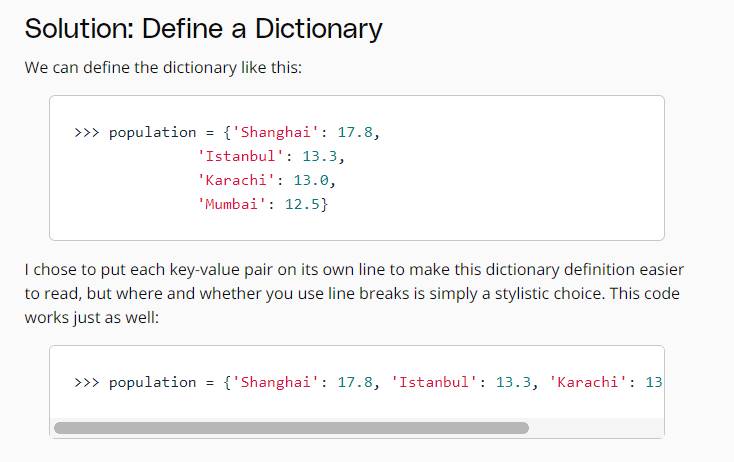 Solution: Define a Dictionary
We can define the dictionary like this:
>>> population = {'Shanghai': 17.8,
'Istanbul': 13.3,
'Karachi': 13.0,
'Mumbai': 12.5}
I chose to put each key-value pair on its own line to make this dictionary definition easier
to read, but where and whether you use line breaks is simply a stylistic choice. This code
works just as well:
>>> population = {'Shanghai': 17.8, 'Istanbul': 13.3, 'Karachi': 13